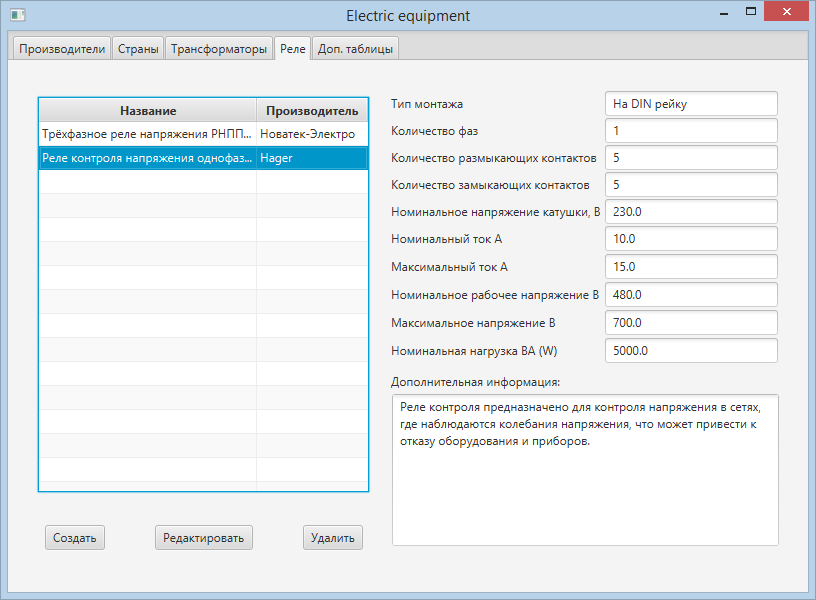 Electric equipment
Производители Страны Трансформаторы Реле Доп. таблицы
Название Производитель
Трёхфазное реле напряжения РНПП... Новатек-Электро
Реле контроля напряжения однофаз... Hager
Тип монтажа На DIN рейку
Количество фаз 1
Количество размыкающих контактов 5
Количество замыкающих контактов 5
Номинальное напряжение катушки, В 230.0
Номинальный ток А 10.0
Максимальный ток А 15.0
Номинальное рабочее напряжение В 480.0
Максимальное напряжение В 700.0
Номинальная нагрузка ВА (W) 5000.0
Дополнительная информация:
Реле контроля предназначено для контроля напряжения в сетях,
где наблюдаются колебания напряжения, что может привести к
отказу оборудования и приборов.
Создать Редактировать Удалить